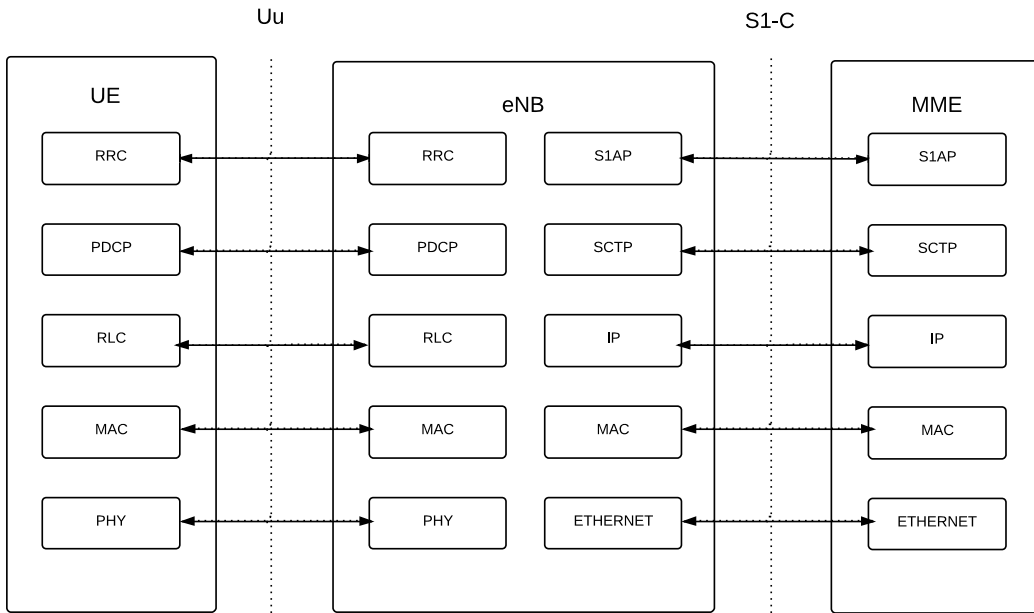 Uu
S1-C
UE
eNB
MME
RRC
RRC
S1AP
S1AP
PDCP
PDCP
SCTP
SCTP
RLC
RLC
IP
IP
MAC
MAC
MAC
MAC
PHY
PHY
ETHERNET
ETHERNET